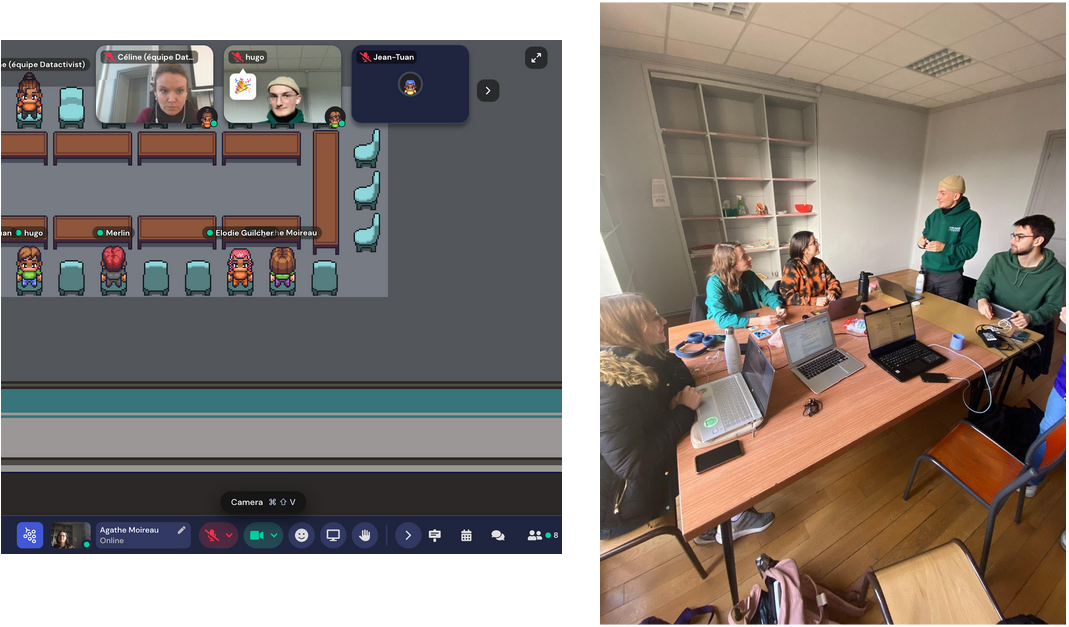 e (équipe Datactivist)
Céline (équipe Dat...
hugo
Jean-Tuan
uan
hugo
Merlin
Elodie Guilcher
he Moireau
Camera ⌘ ⇧ V
Agathe Moireau
Online
8